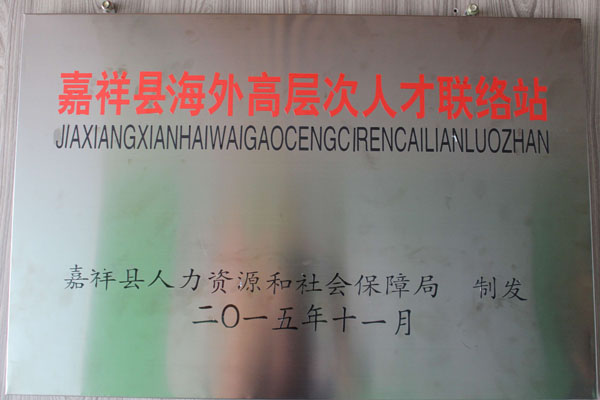 嘉祥县海外高层次人才联络站
JIAXIANGXIANHAIWAIGAOCENGCIRENCAILIANLUOZHAN
嘉祥县人力资源和社会保障局 制发
二〇一五年十一月